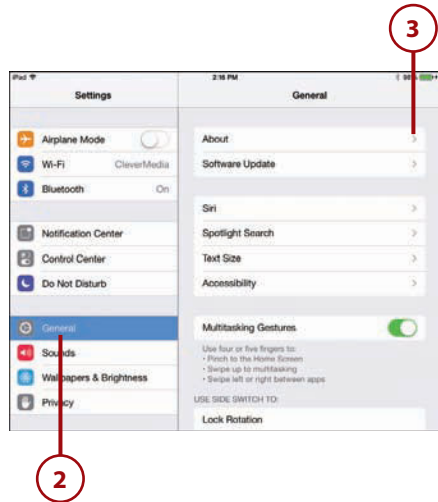 3
iPad 2:16 PM 98%
Settings General
Airplane Mode
Wi-Fi CleverMedia
Bluetooth On
Notification Center
Control Center
Do Not Disturb
General
Sounds
Wallpapers & Brightness
Privacy
About
Software Update
Siri
Spotlight Search
Text Size
Accessibility
Multitasking Gestures
Use four or five fingers to:
• Pinch to the Home Screen
• Swipe up to multitasking
• Swipe left or right between apps
USE SIDE SWITCH TO:
Lock Rotation
2